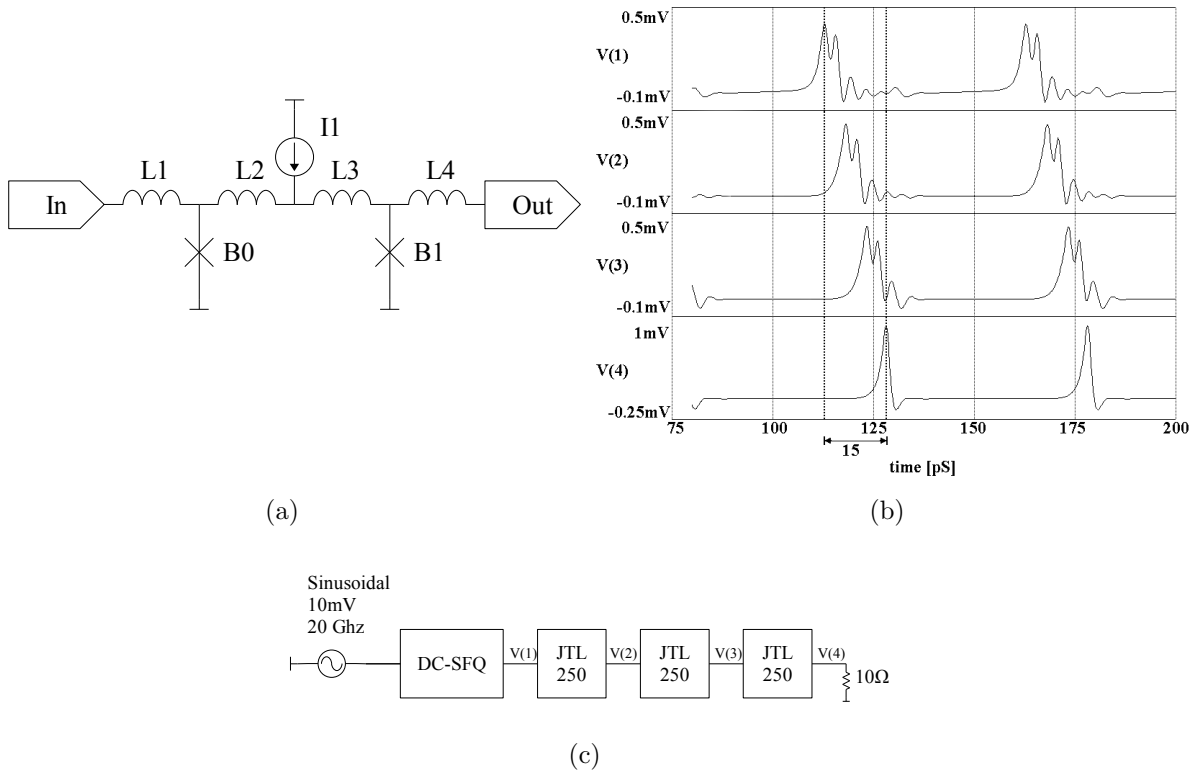 I1
L1 L2 L3 L4
In Out
B0 B1
(a)
0.5mV
V(1)
-0.1mV
0.5mV
V(2)
-0.1mV
0.5mV
V(3)
-0.1mV
1mV
V(4)
-0.25mV
75 100 125 150 175 200
15
time [pS]
(b)
Sinusoidal
10mV
20 Ghz
DC-SFQ V(1) JTL 250 V(2) JTL 250 V(3) JTL 250 V(4)
10Ω
(c)